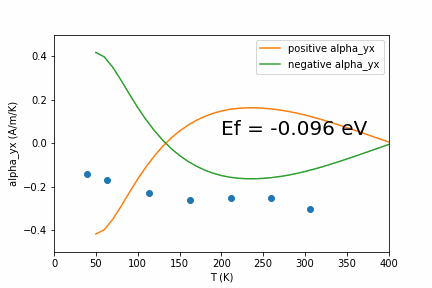 positive alpha_yx
negative alpha_yx
0.4
0.2
0.0
−0.2
−0.4
alpha_yx (A/m/K)
Ef = -0.096 eV
0
50
100
150
200
250
300
350
400
T (K)